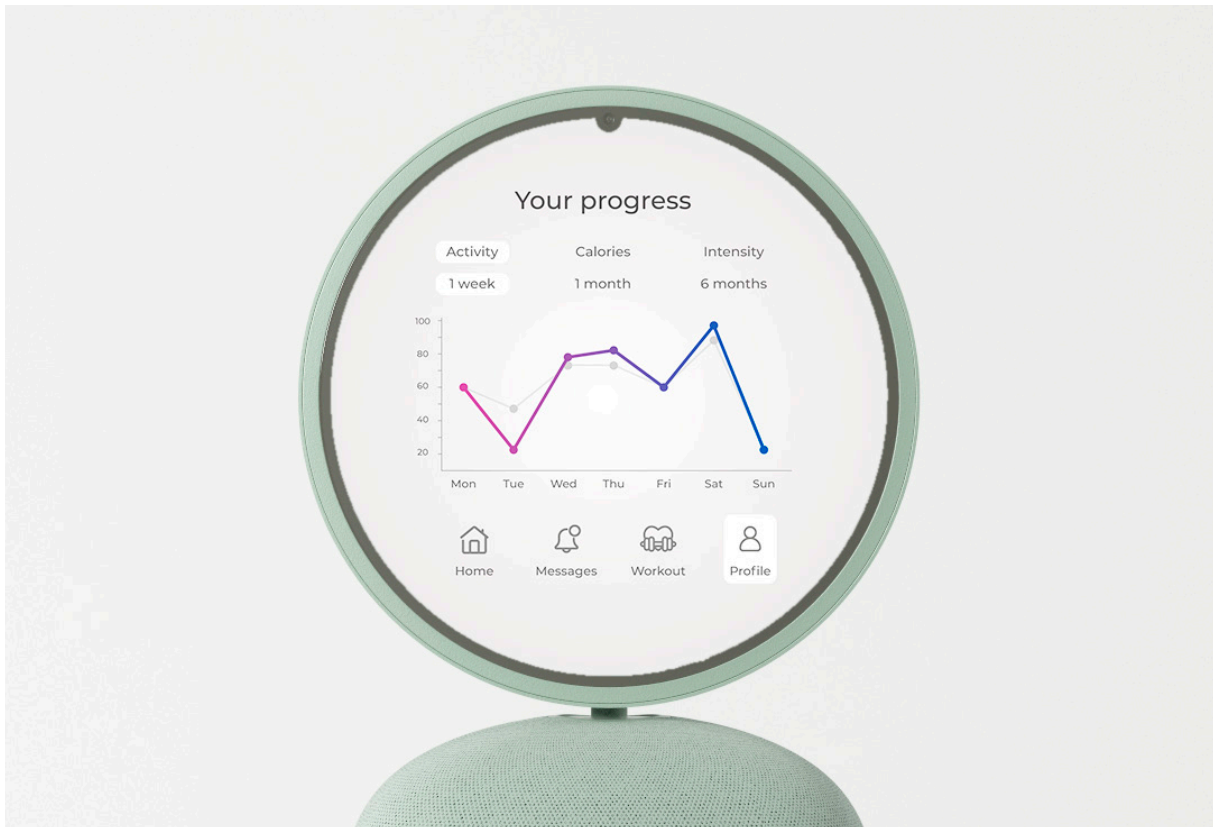 Your progress
Activity Calories Intensity
1 week 1 month 6 months
100
80
60
40
20
Mon Tue Wed Thu Fri Sat Sun
Home Messages Workout Profile